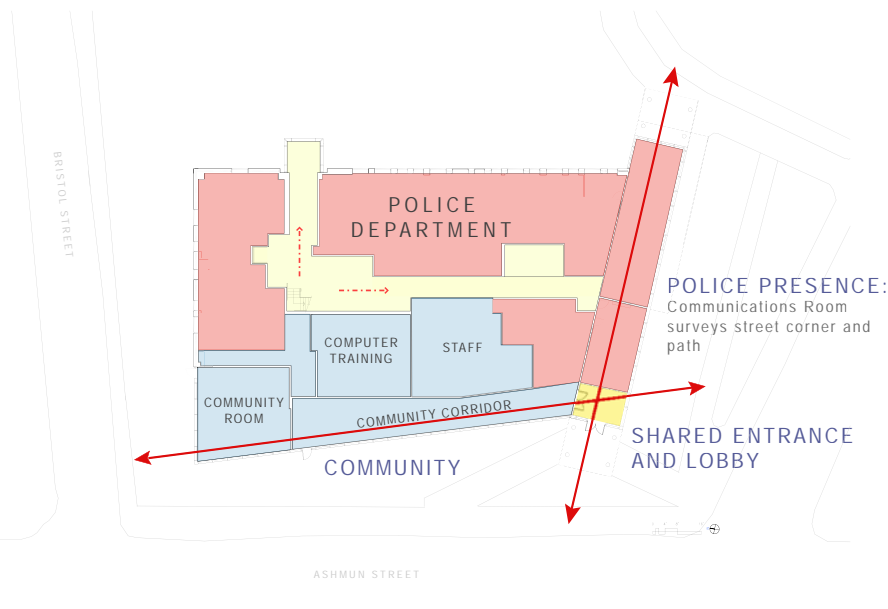 BRISTOL STREET
POLICE
DEPARTMENT
POLICE PRESENCE:
Communications Room
surveys street corner and
path
COMPUTER
TRAINING
STAFF
COMMUNITY
ROOM
COMMUNITY CORRIDOR
SHARED ENTRANCE
AND LOBBY
COMMUNITY
ASHMUN STREET